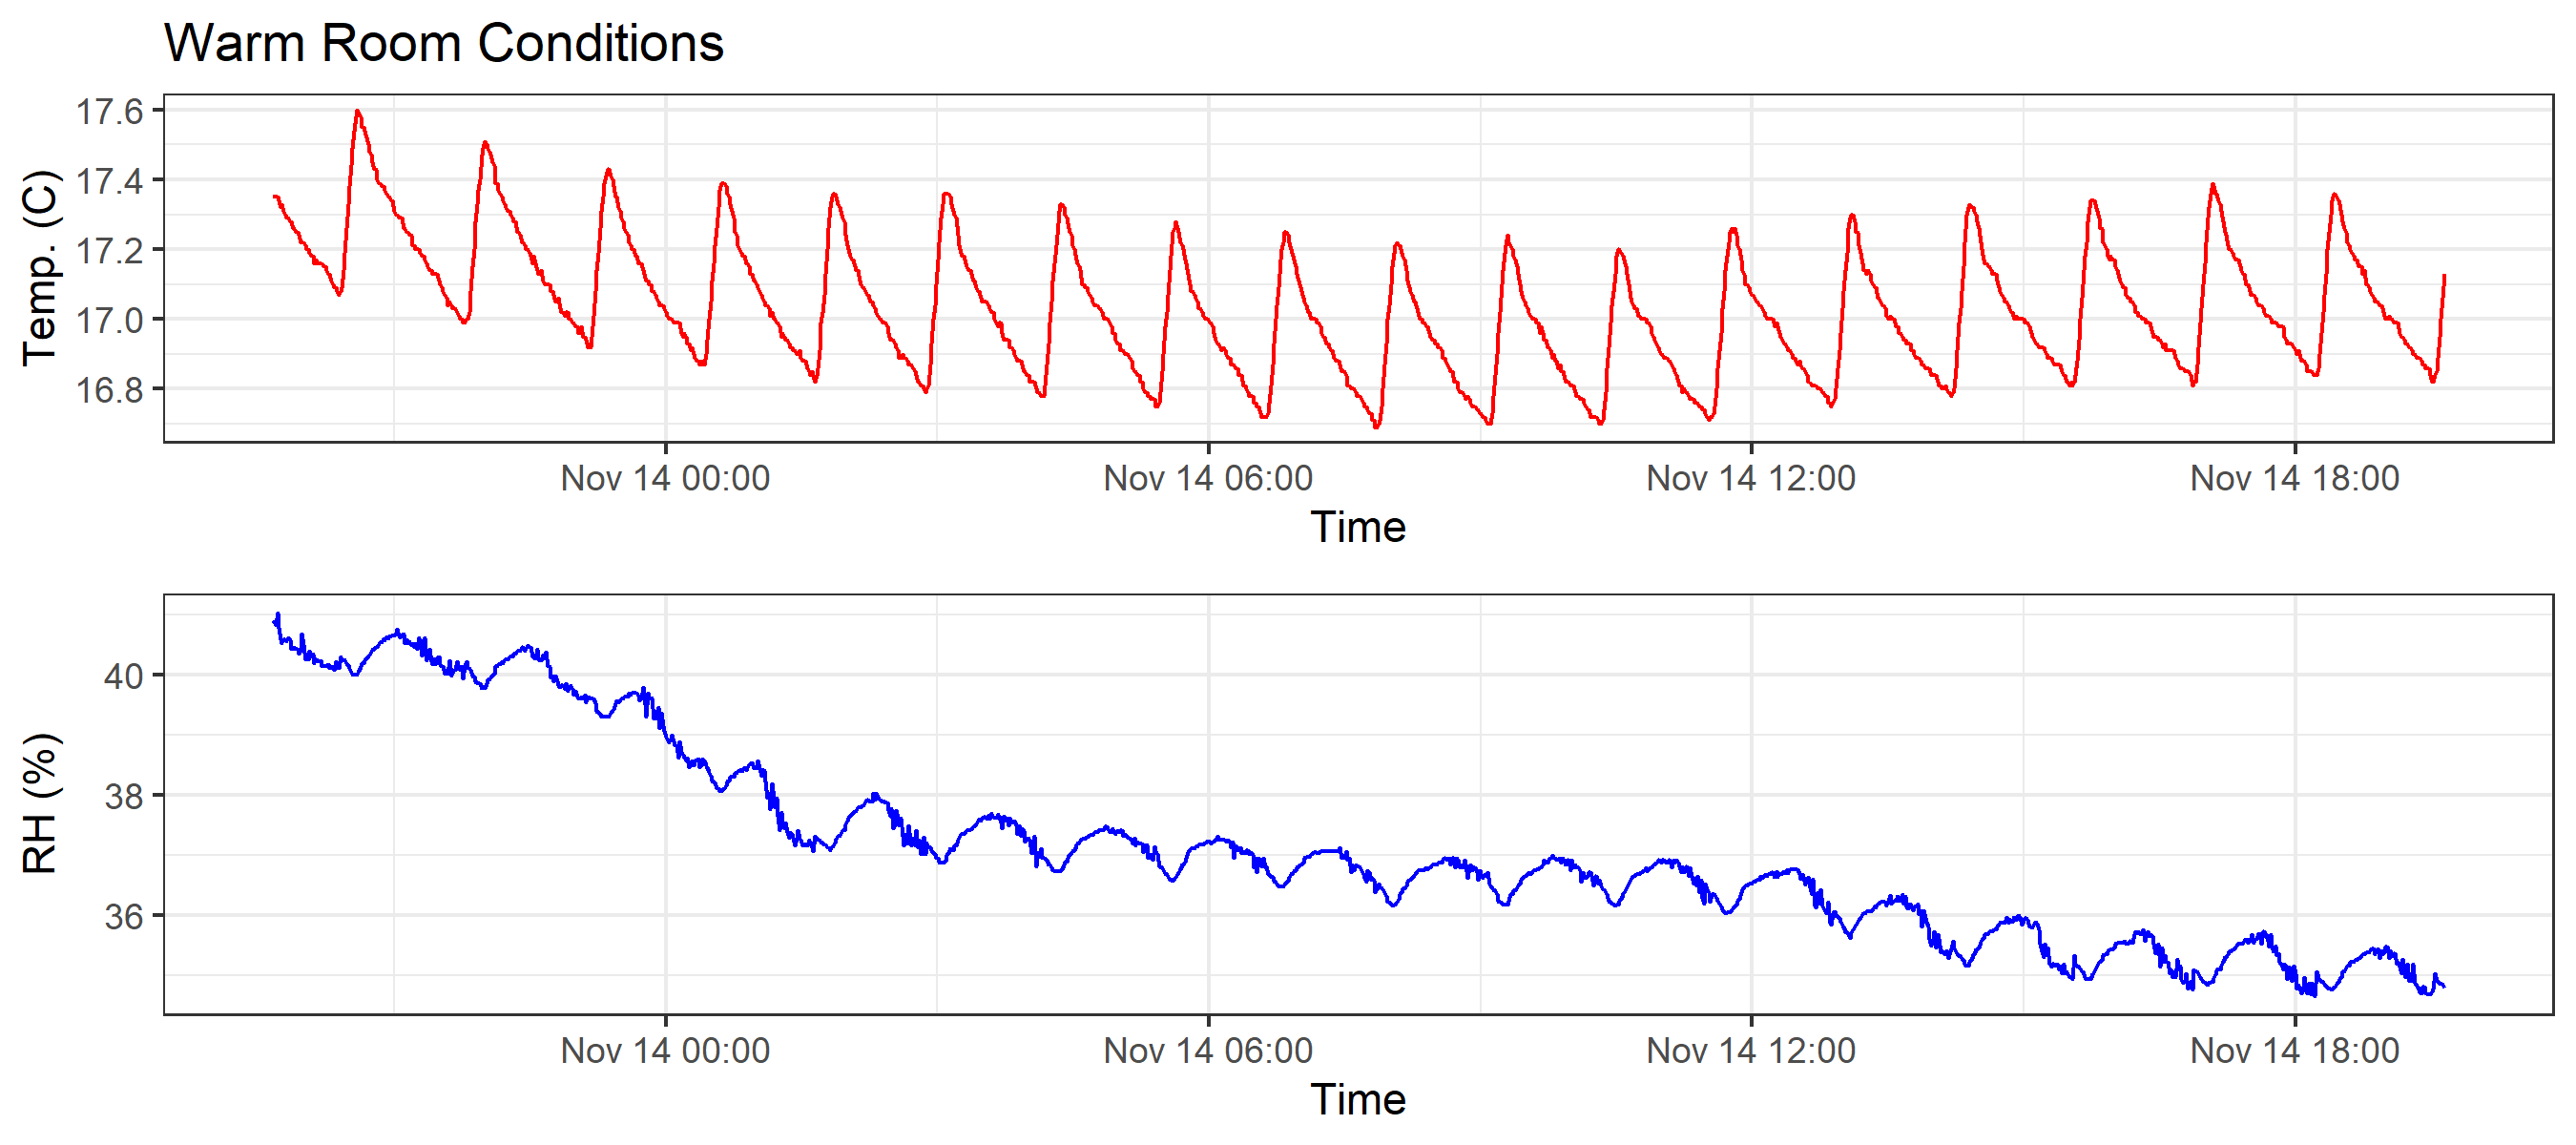 Warm Room Conditions
Temp. (C)
17.6
17.4
17.2
17.0
16.8
Nov 14 00:00 Nov 14 06:00 Nov 14 12:00 Nov 14 18:00
Time
RH (%)
40
38
36
Nov 14 00:00 Nov 14 06:00 Nov 14 12:00 Nov 14 18:00
Time